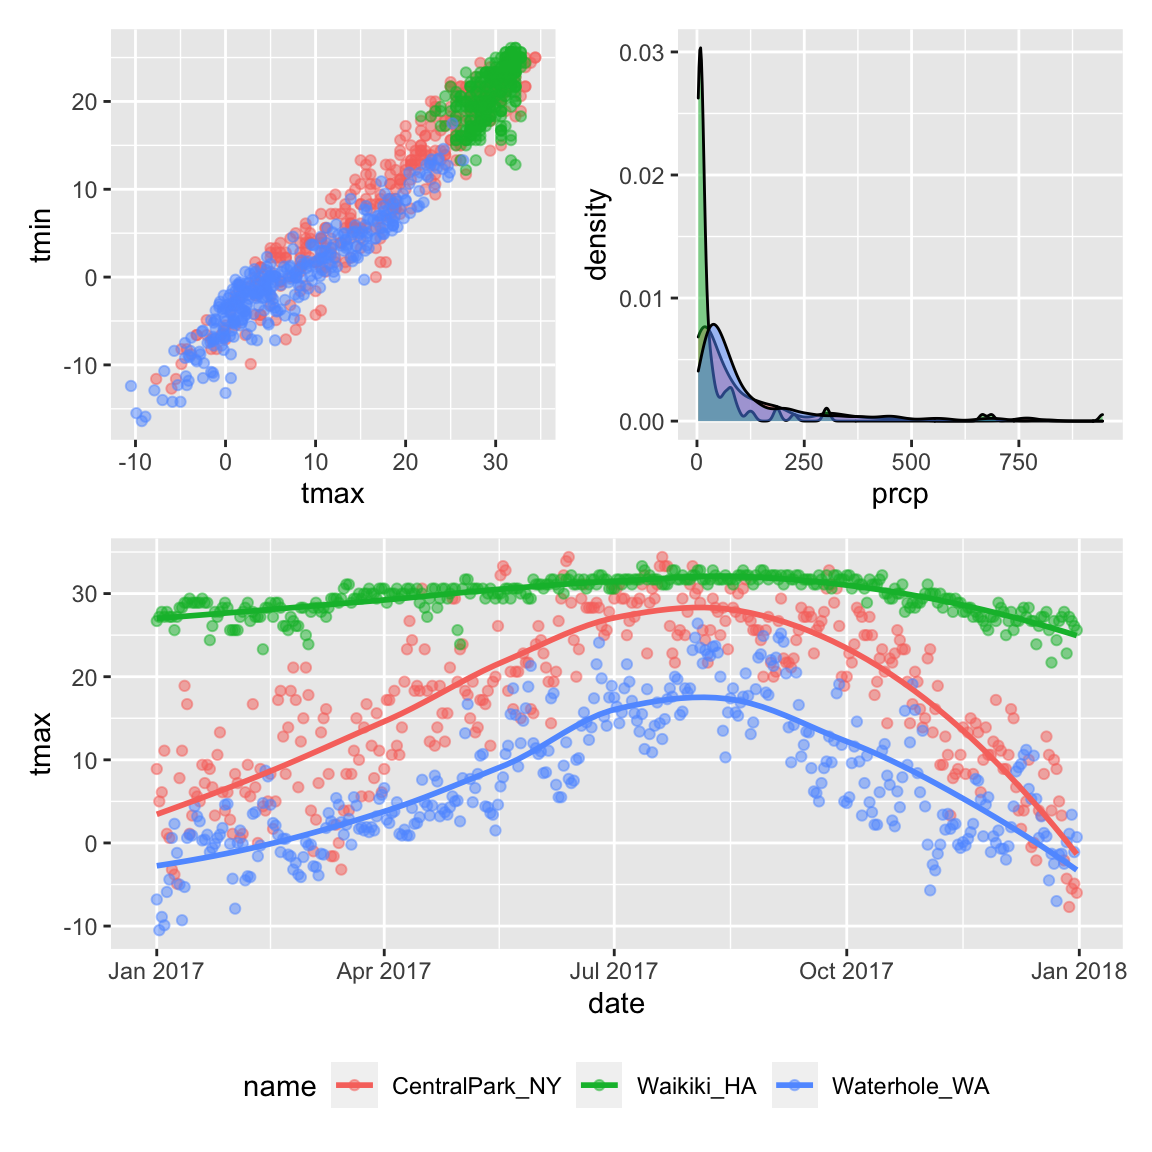 20
10
0
-10
tmin
-10 0 10 20 30
tmax
0.03
0.02
0.01
0.00
density
0 250 500 750
prcp
30
20
10
0
-10
tmax
Jan 2017 Apr 2017 Jul 2017 Oct 2017 Jan 2018
date
name CentralPark_NY Waikiki_HA Waterhole_WA